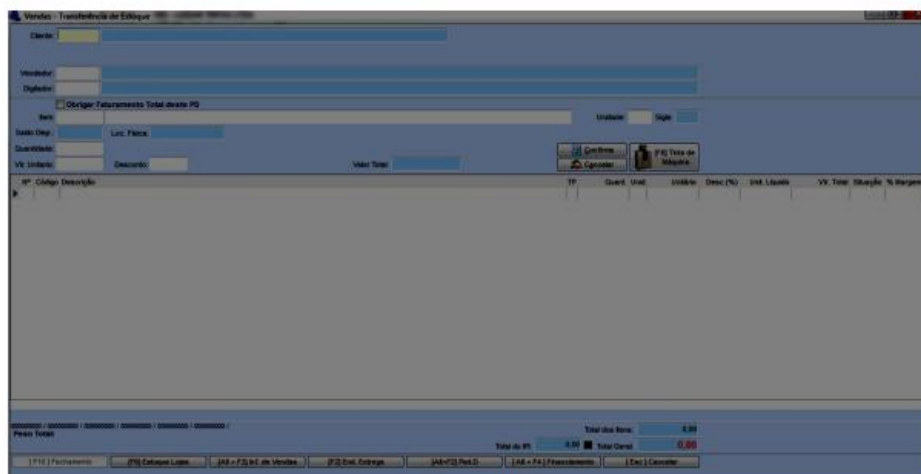 Vendas - Transferência de Estoque
Cliente:
Vendedor:
Digitador:
Obrigar Faturamento Total deste PD
Item: Unidade: Sigla:
Saldo Disp.: Loc. Física:
Quantidade: Confirma [F8] Tinta de Máquina
Vlr. Unitário: Desconto: Valor Total: Cancelar
Nº Código Descrição TP Quant. Unid. Unitário Desc.(%) Unit. Líquido Vlr. Total Situação % Margem
Total dos Itens: 0,00
Peso Total:
Total do IPI: 0,00 Total Geral: 0,00
[ F10 ] Fechamento [F6] Estoque Lojas [Alt + F3] Inf. de Vendas [F2] End. Entrega [Alt+F2] Ped.D [ Alt + F4 ] Financiamento [ Esc ] Cancelar